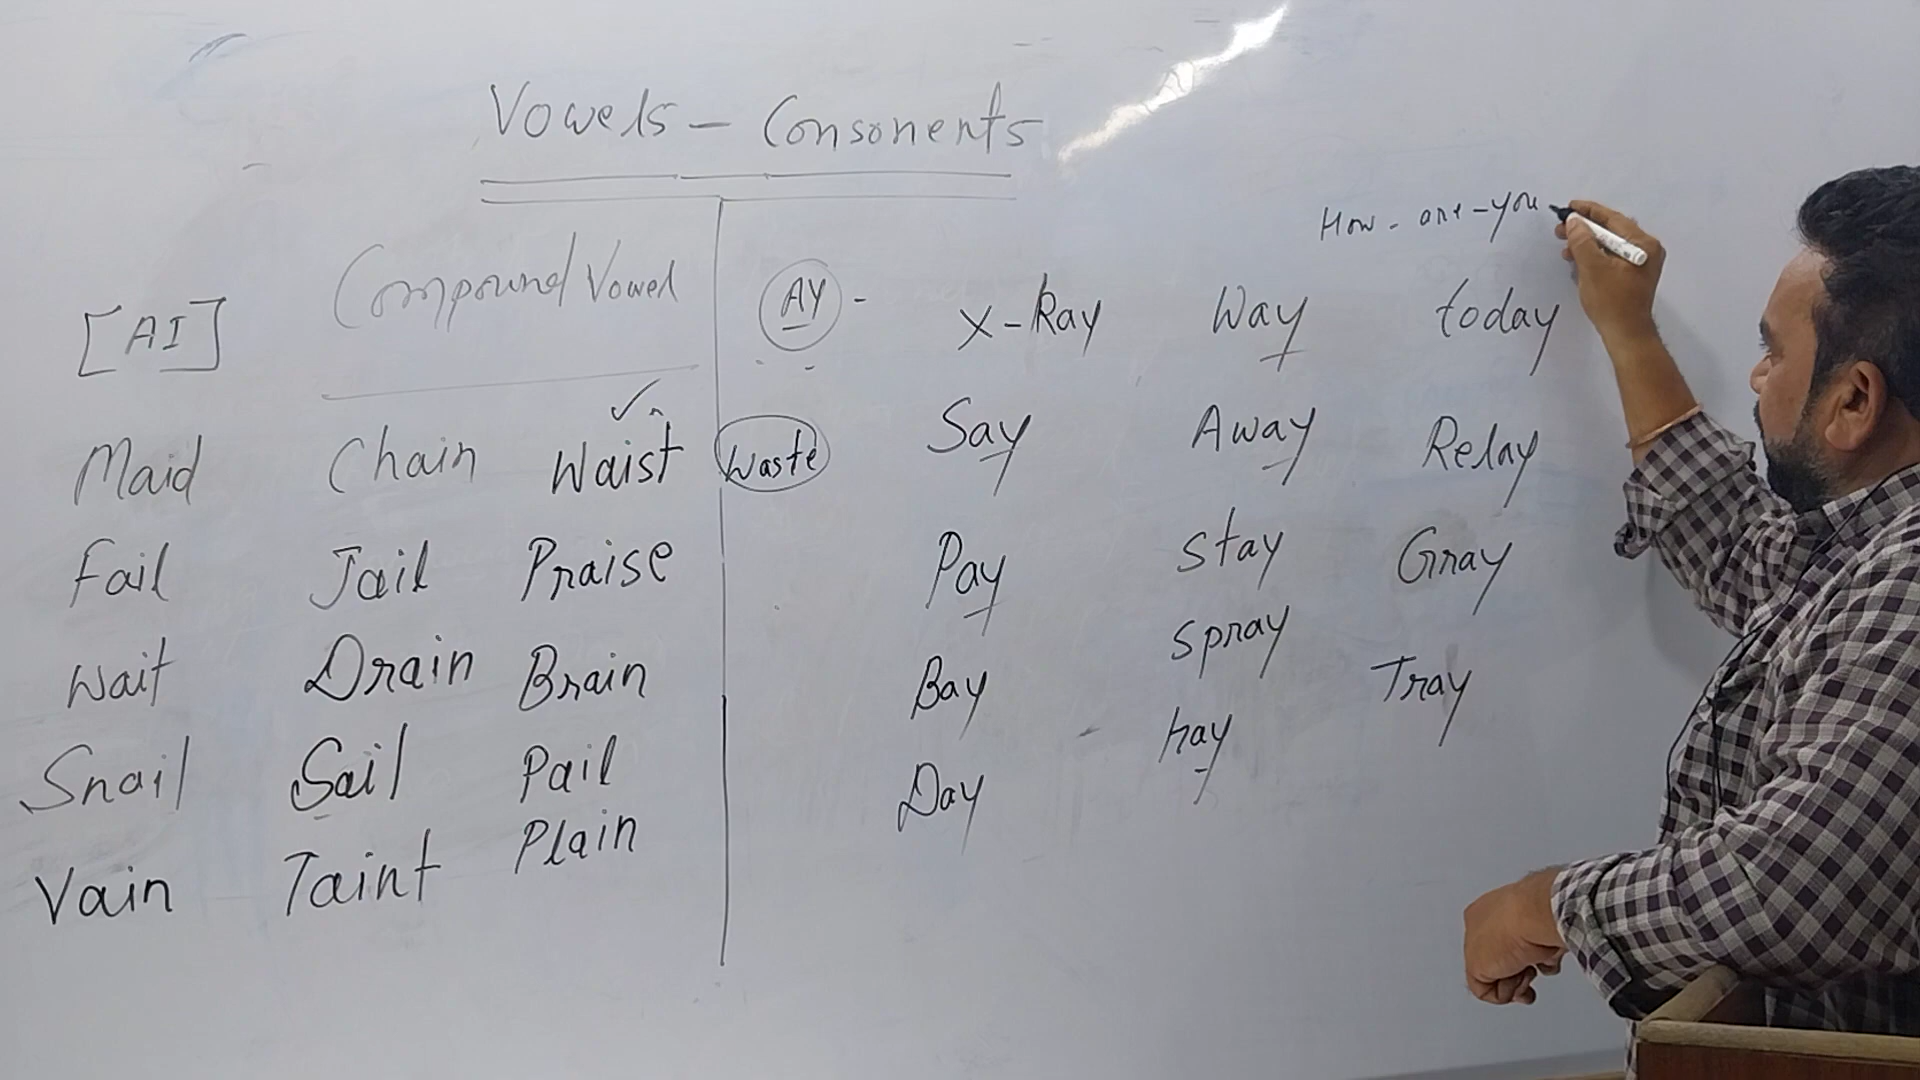 Vowels - Consonents
How - are - you
Compound Vowel
[AI]
Maid Chain Waist Waste
Fail Jail Praise
Wait Drain Brain
Snail Sail Pail
Vain Taint Plain
AY - X-Ray Way today
Say Away Relay
Pay Stay Gray
Bay Spray Tray
Day hay